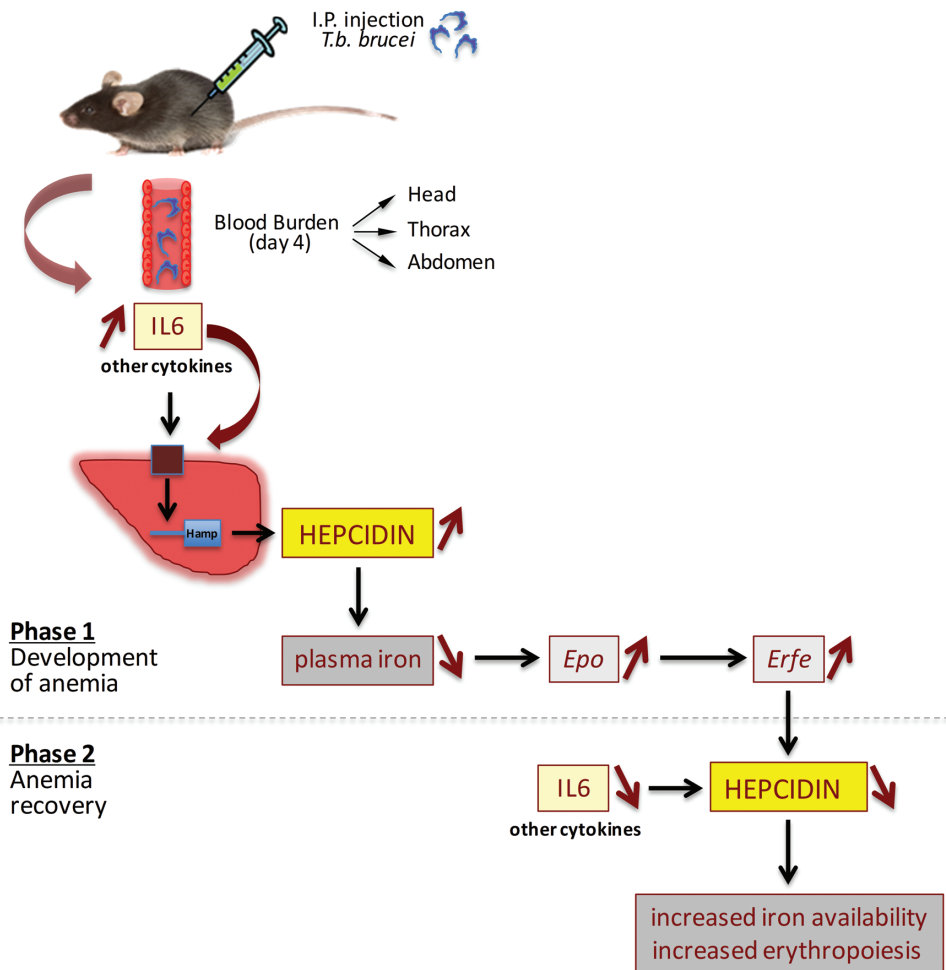 I.P. injection
T.b. brucei
Blood Burden
(day 4)
Head
Thorax
Abdomen
IL6
other cytokines
Hamp
HEPCIDIN
Phase 1
Development
of anemia
plasma iron
Epo
Erfe
Phase 2
Anemia
recovery
IL6
other cytokines
HEPCIDIN
increased iron availability
increased erythropoiesis